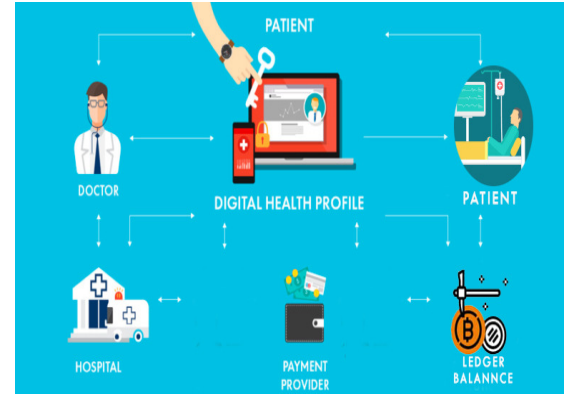 PATIENT
DOCTOR
DIGITAL HEALTH PROFILE
PATIENT
HOSPITAL
PAYMENT
PROVIDER
LEDGER
BALANNCE